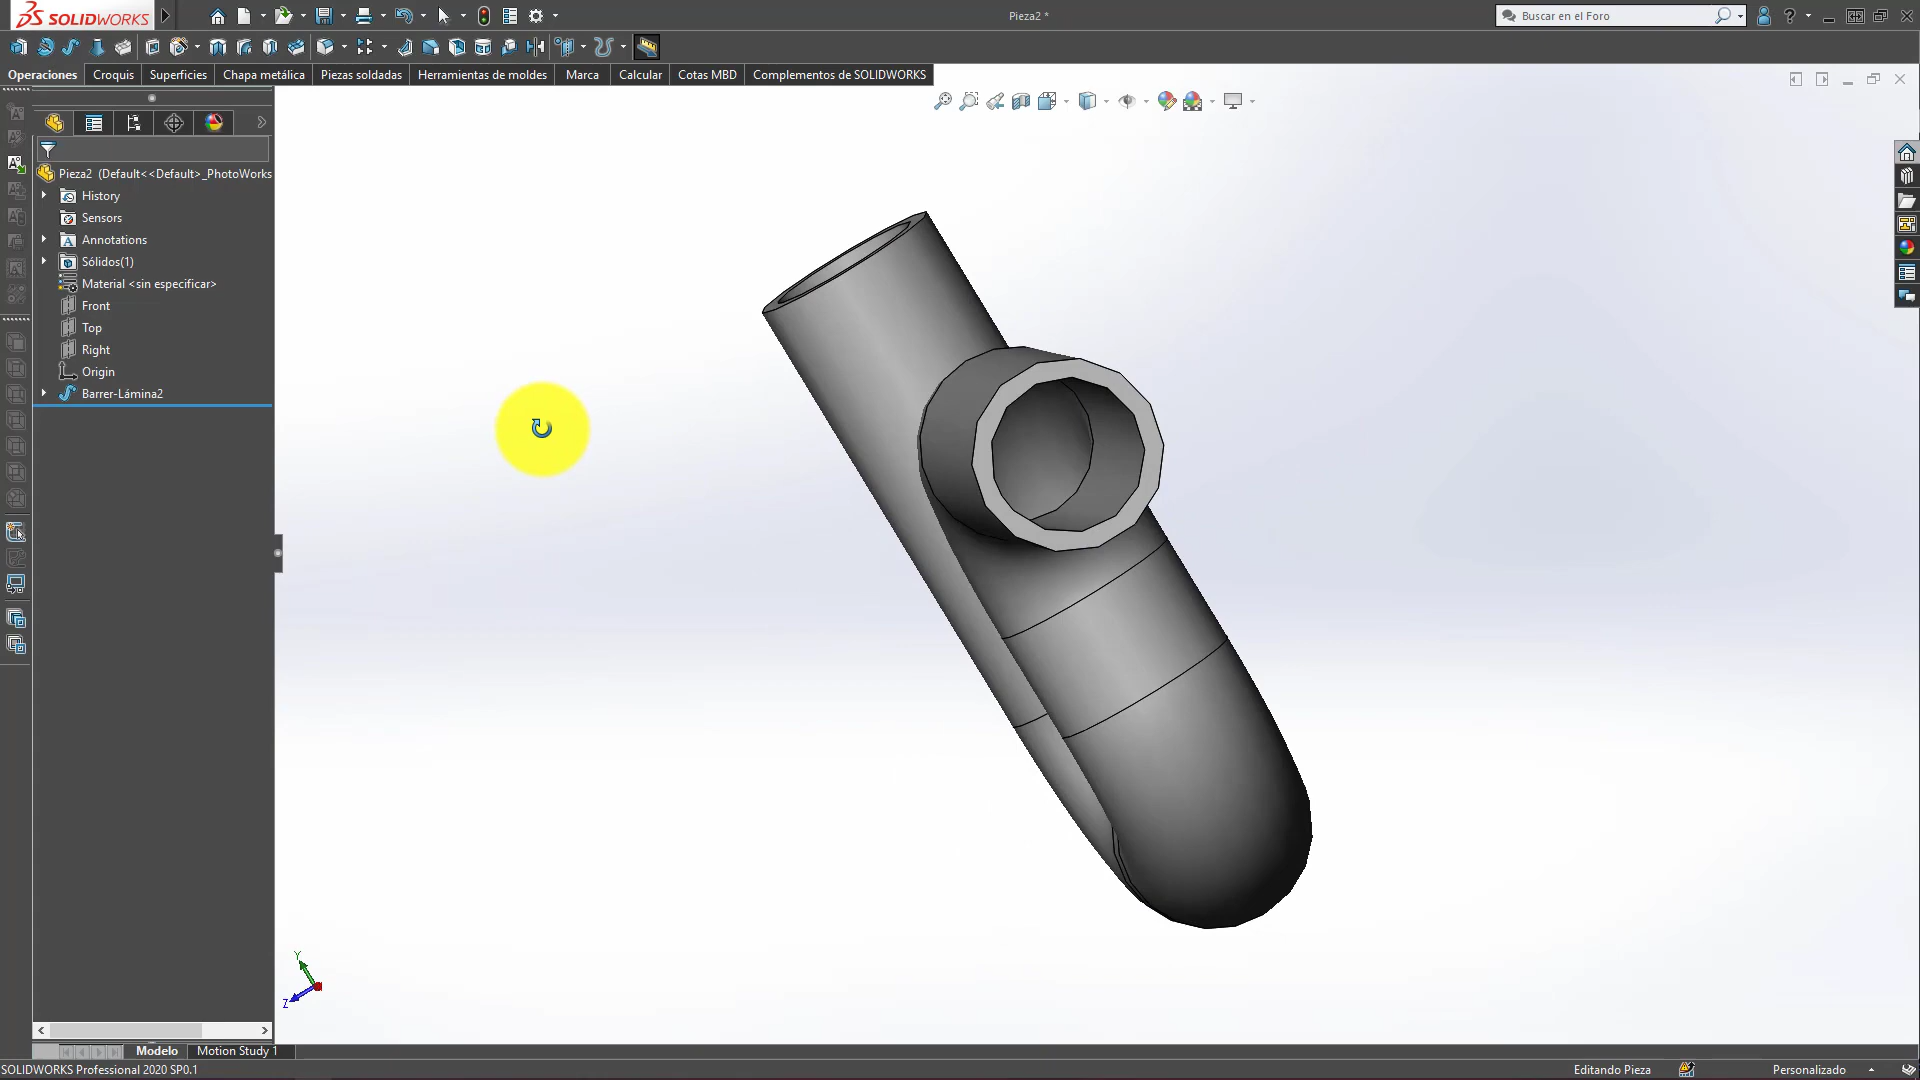 SOLIDWORKS
Pieza2 *
Buscar en el Foro
Operaciones
Croquis
Superficies
Chapa metálica
Piezas soldadas
Herramientas de moldes
Marca
Calcular
Cotas MBD
Complementos de SOLIDWORKS
Pieza2 (Default<<Default>_PhotoWorks
History
Sensors
Annotations
Sólidos(1)
Material <sin especificar>
Front
Top
Right
Origin
Barrer-Lámina2
Y
Z
Modelo
Motion Study 1
SOLIDWORKS Professional 2020 SP0.1
Editando Pieza
Personalizado